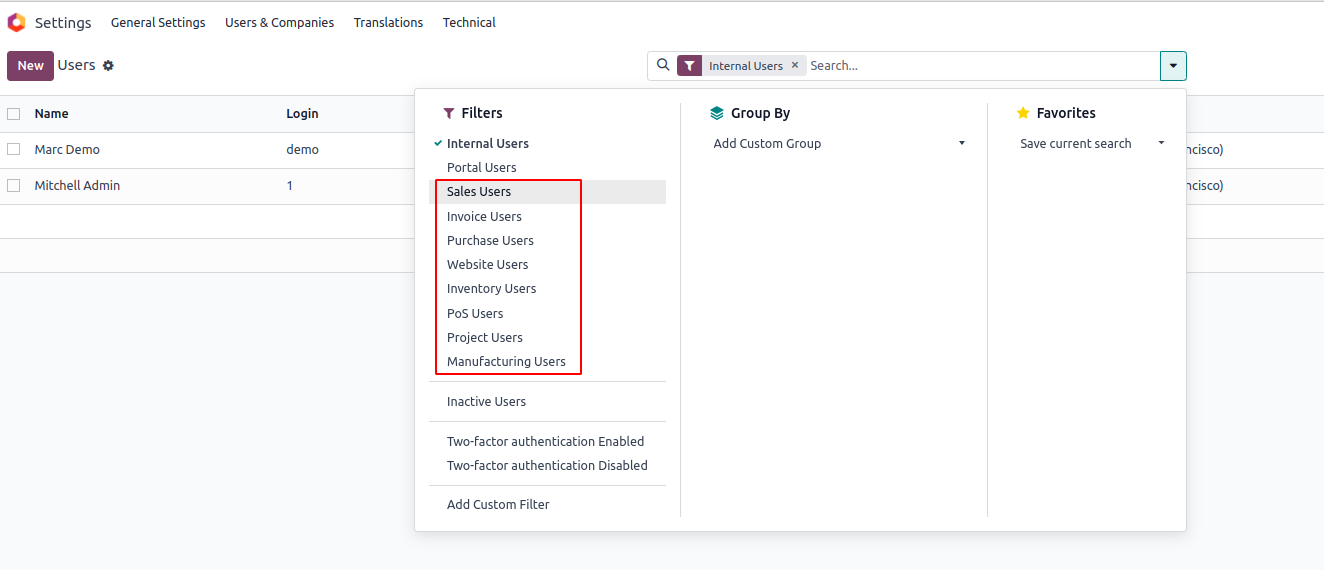 Settings General Settings Users & Companies Translations Technical
New Users Internal Users × Search...
Name Login
Marc Demo demo
Mitchell Admin 1
Filters
Internal Users
Portal Users
Sales Users
Invoice Users
Purchase Users
Website Users
Inventory Users
PoS Users
Project Users
Manufacturing Users
Inactive Users
Two-factor authentication Enabled
Two-factor authentication Disabled
Add Custom Filter
Group By
Add Custom Group
Favorites
Save current search
ncisco)
ncisco)